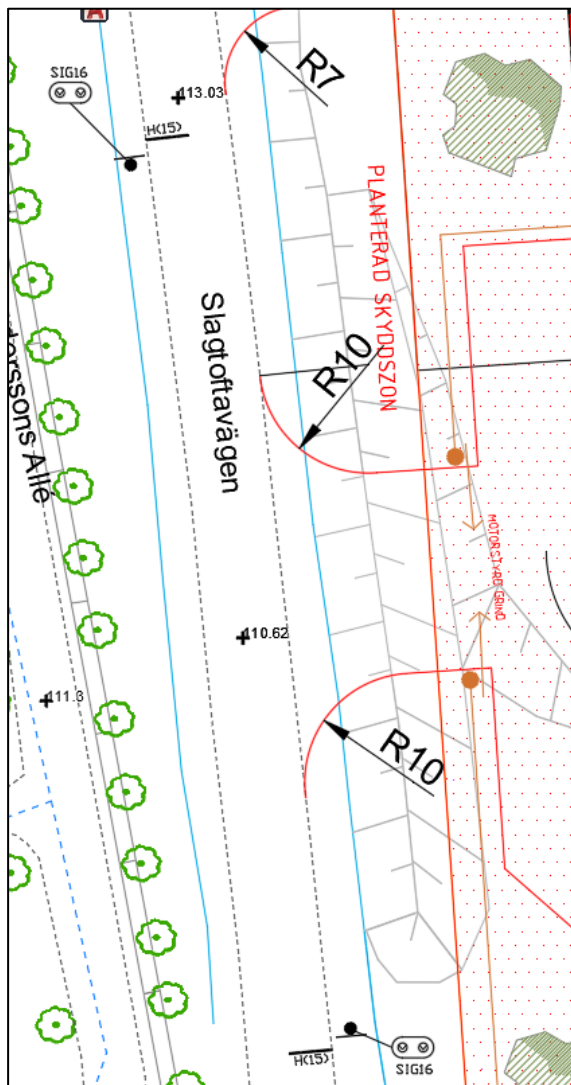 A
SIG16
113.03
H(15)
R7
PLANTERAD SKYDDSZON
Slagtoftavägen
R10
terssons Allé
MOTORSTYRD GRIND
110.62
111.3
R10
H(15)
SIG16